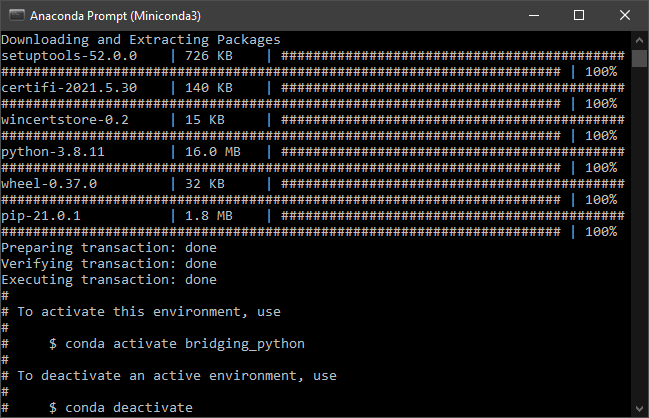 Anaconda Prompt (Miniconda3)
Downloading and Extracting Packages
setuptools-52.0.0    | 726 KB    | ###########################################
###################################################################### | 100%
certifi-2021.5.30    | 140 KB    | ###########################################
###################################################################### | 100%
wincertstore-0.2     | 15 KB     | ###########################################
###################################################################### | 100%
python-3.8.11        | 16.0 MB   | ###########################################
###################################################################### | 100%
wheel-0.37.0         | 32 KB     | ###########################################
###################################################################### | 100%
pip-21.0.1           | 1.8 MB    | ###########################################
###################################################################### | 100%
Preparing transaction: done
Verifying transaction: done
Executing transaction: done
#
# To activate this environment, use
#
#     $ conda activate bridging_python
#
# To deactivate an active environment, use
#
#     $ conda deactivate